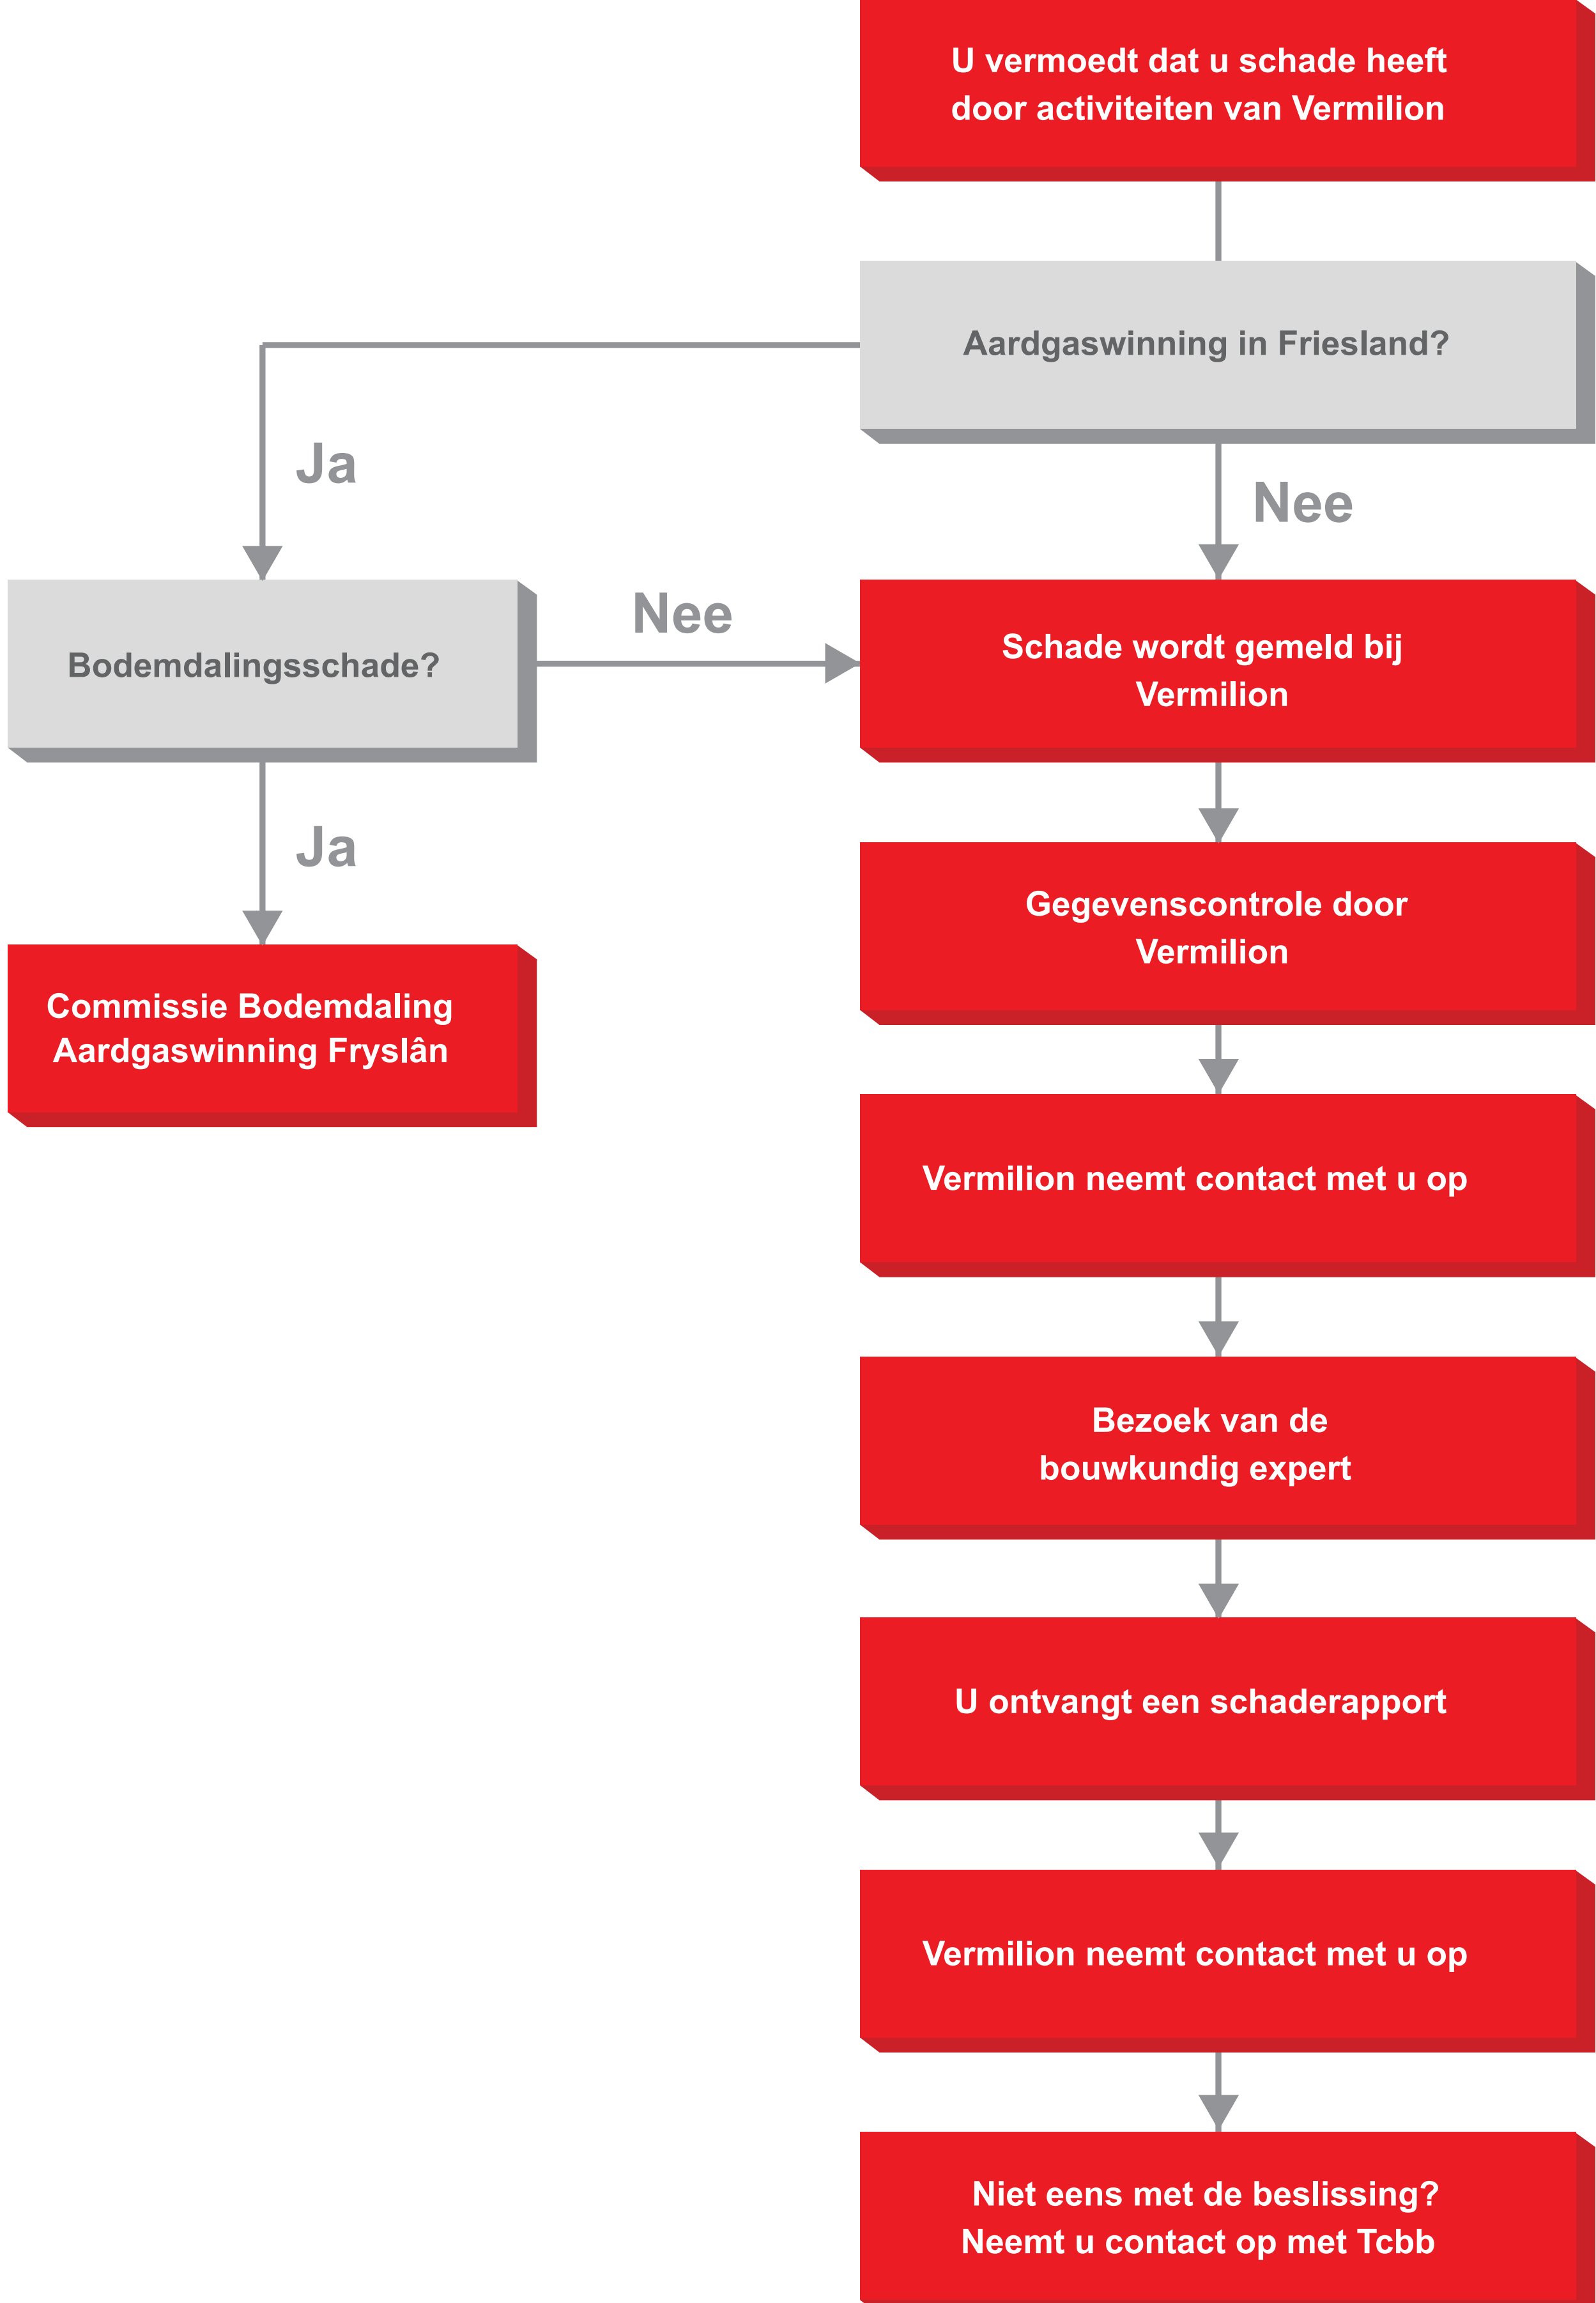 U vermoedt dat u schade heeft
door activiteiten van Vermilion
Aardgaswinning in Friesland?
Ja
Nee
Bodemdalingsschade?
Nee
Schade wordt gemeld bij
Vermilion
Ja
Gegevenscontrole door
Vermilion
Commissie Bodemdaling
Aardgaswinning Fryslân
Vermilion neemt contact met u op
Bezoek van de
bouwkundig expert
U ontvangt een schaderapport
Vermilion neemt contact met u op
Niet eens met de beslissing?
Neemt u contact op met Tcbb